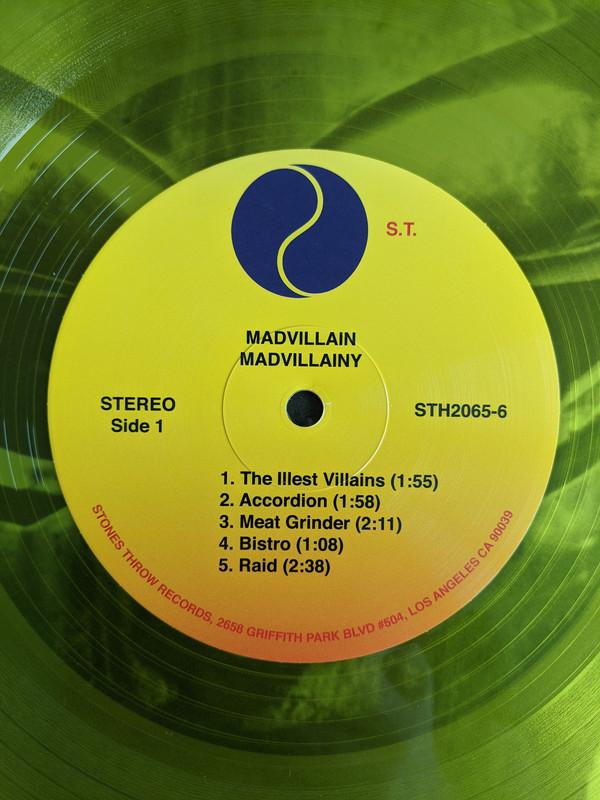 S.T.
MADVILLAIN
MADVILLAINY
STEREO
Side 1
STH2065-6
1. The Illest Villains (1:55)
2. Accordion (1:58)
3. Meat Grinder (2:11)
4. Bistro (1:08)
5. Raid (2:38)
STONES THROW RECORDS, 2658 GRIFFITH PARK BLVD #504, LOS ANGELES CA 90039